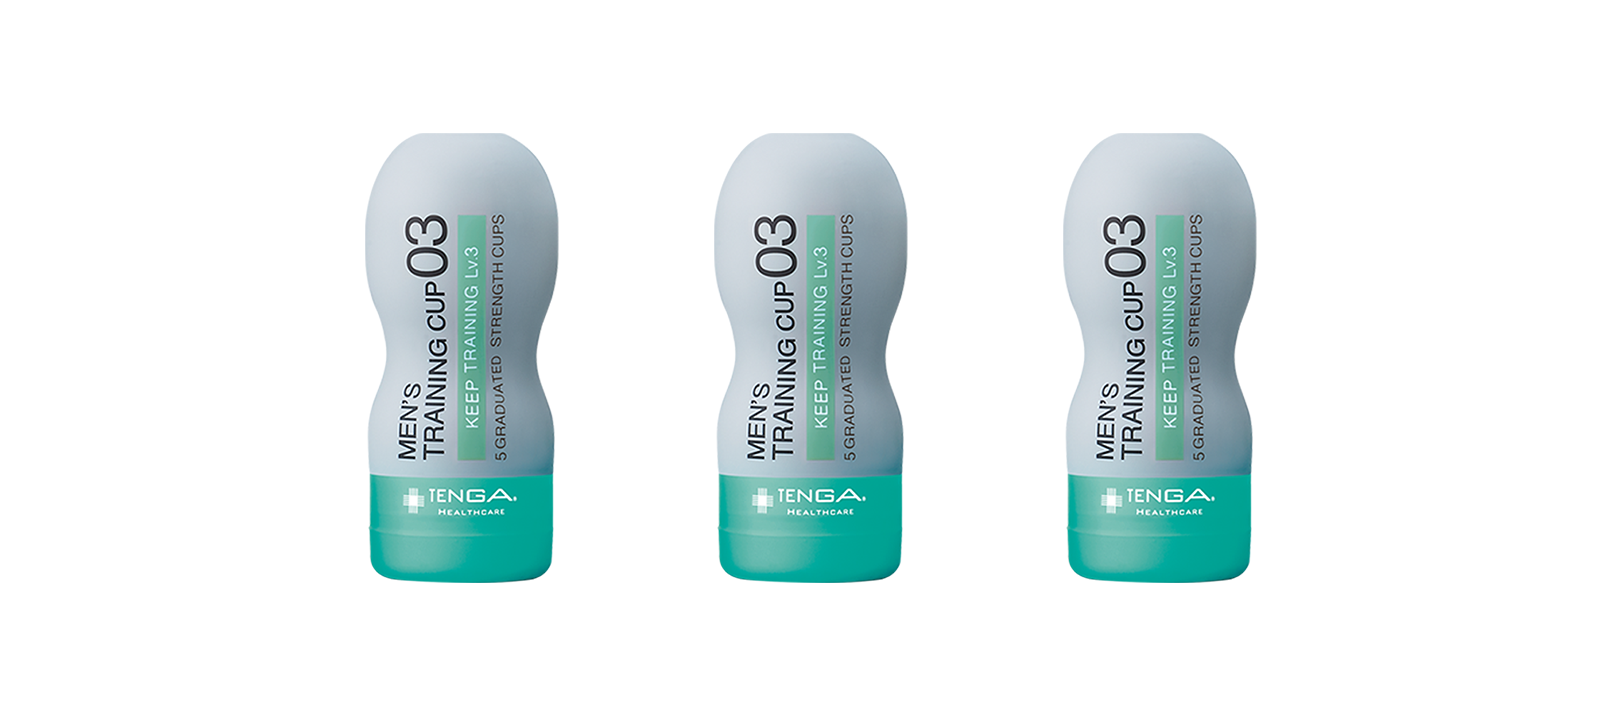 MEN'S
TRAINING CUP 03
KEEP TRAINING Lv.3
5 GRADUATED STRENGTH CUPS
TENGA®
HEALTHCARE
MEN'S
TRAINING CUP 03
KEEP TRAINING Lv.3
5 GRADUATED STRENGTH CUPS
TENGA®
HEALTHCARE
MEN'S
TRAINING CUP 03
KEEP TRAINING Lv.3
5 GRADUATED STRENGTH CUPS
TENGA®
HEALTHCARE